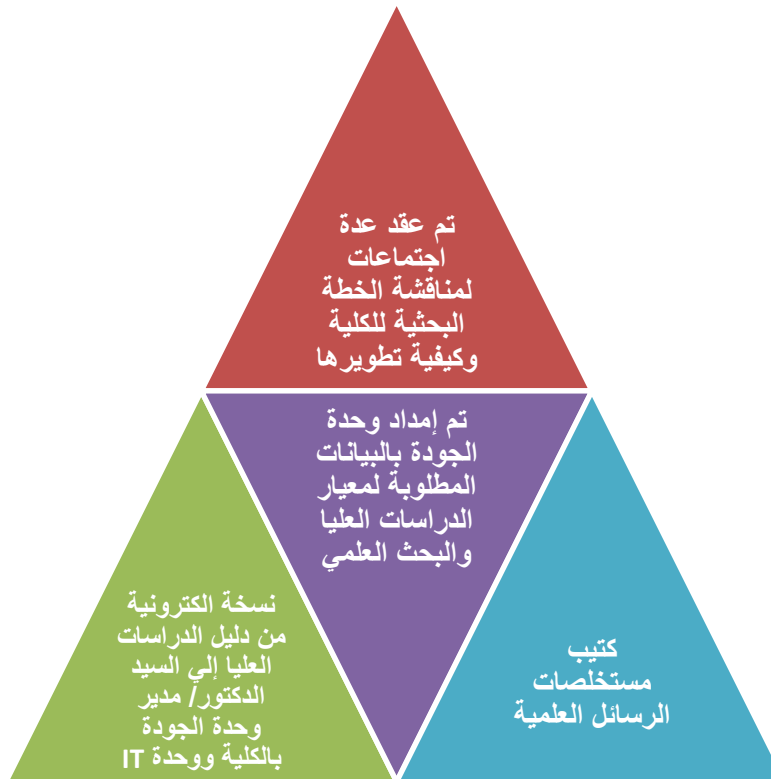 تم عقد عدة
اجتماعات
لمناقشة الخطة
البحثية للكلية
وكيفية تطويرها
تم إمداد وحدة
الجودة بالبيانات
المطلوبة لمعيار
الدراسات العليا
والبحث العلمي
كتيب
مستخلصات
الرسائل العلمية
نسخة الكترونية
من دليل الدراسات
العليا إلي السيد
الدكتور/ مدير
وحدة الجودة
بالكلية ووحدة IT